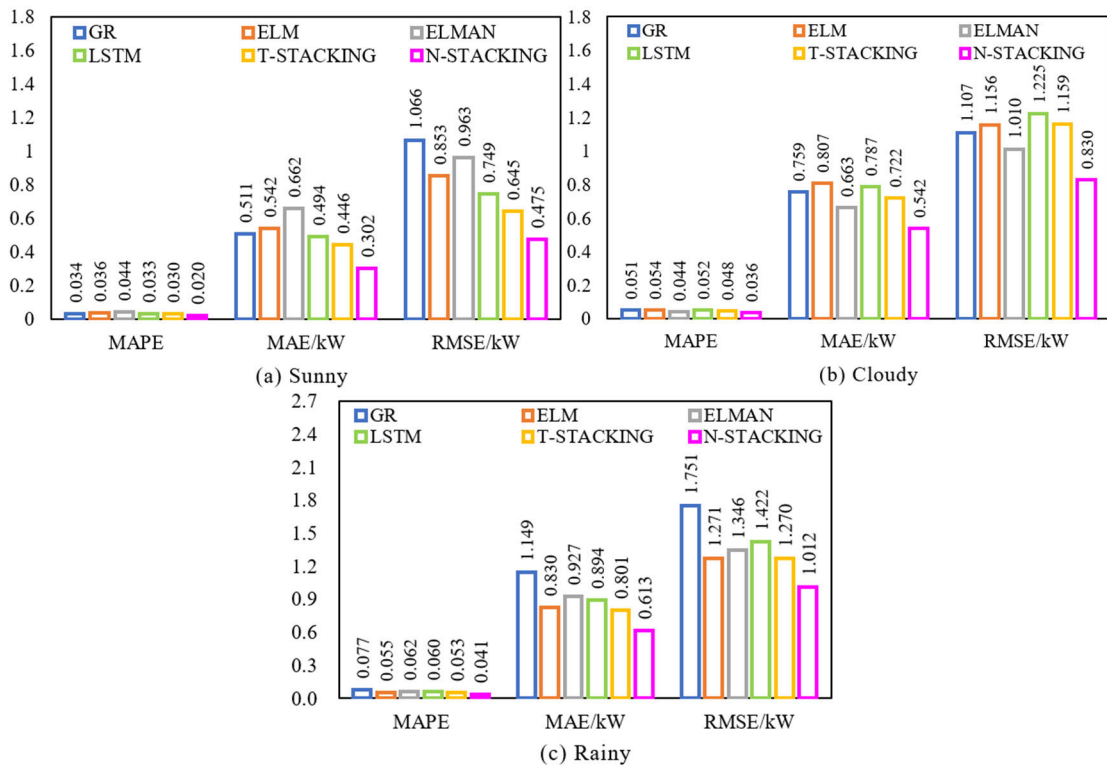 1.8
1.6
1.4
1.2
1
0.8
0.6
0.4
0.2
0
GR ELM ELMAN
LSTM T-STACKING N-STACKING
0.034 0.036 0.044 0.033 0.030 0.020
0.511 0.542 0.662 0.494 0.446 0.302
1.066 0.853 0.963 0.749 0.645 0.475
MAPE MAE/kW RMSE/kW
(a) Sunny
1.8
1.6
1.4
1.2
1
0.8
0.6
0.4
0.2
0
GR ELM ELMAN
LSTM T-STACKING N-STACKING
0.051 0.054 0.044 0.052 0.048 0.036
0.759 0.807 0.663 0.787 0.722 0.542
1.107 1.156 1.010 1.225 1.159 0.830
MAPE MAE/kW RMSE/kW
(b) Cloudy
2.7
2.4
2.1
1.8
1.5
1.2
0.9
0.6
0.3
0.0
GR ELM ELMAN
LSTM T-STACKING N-STACKING
0.077 0.055 0.062 0.060 0.053 0.041
1.149 0.830 0.927 0.894 0.801 0.613
1.751 1.271 1.346 1.422 1.270 1.012
MAPE MAE/kW RMSE/kW
(c) Rainy